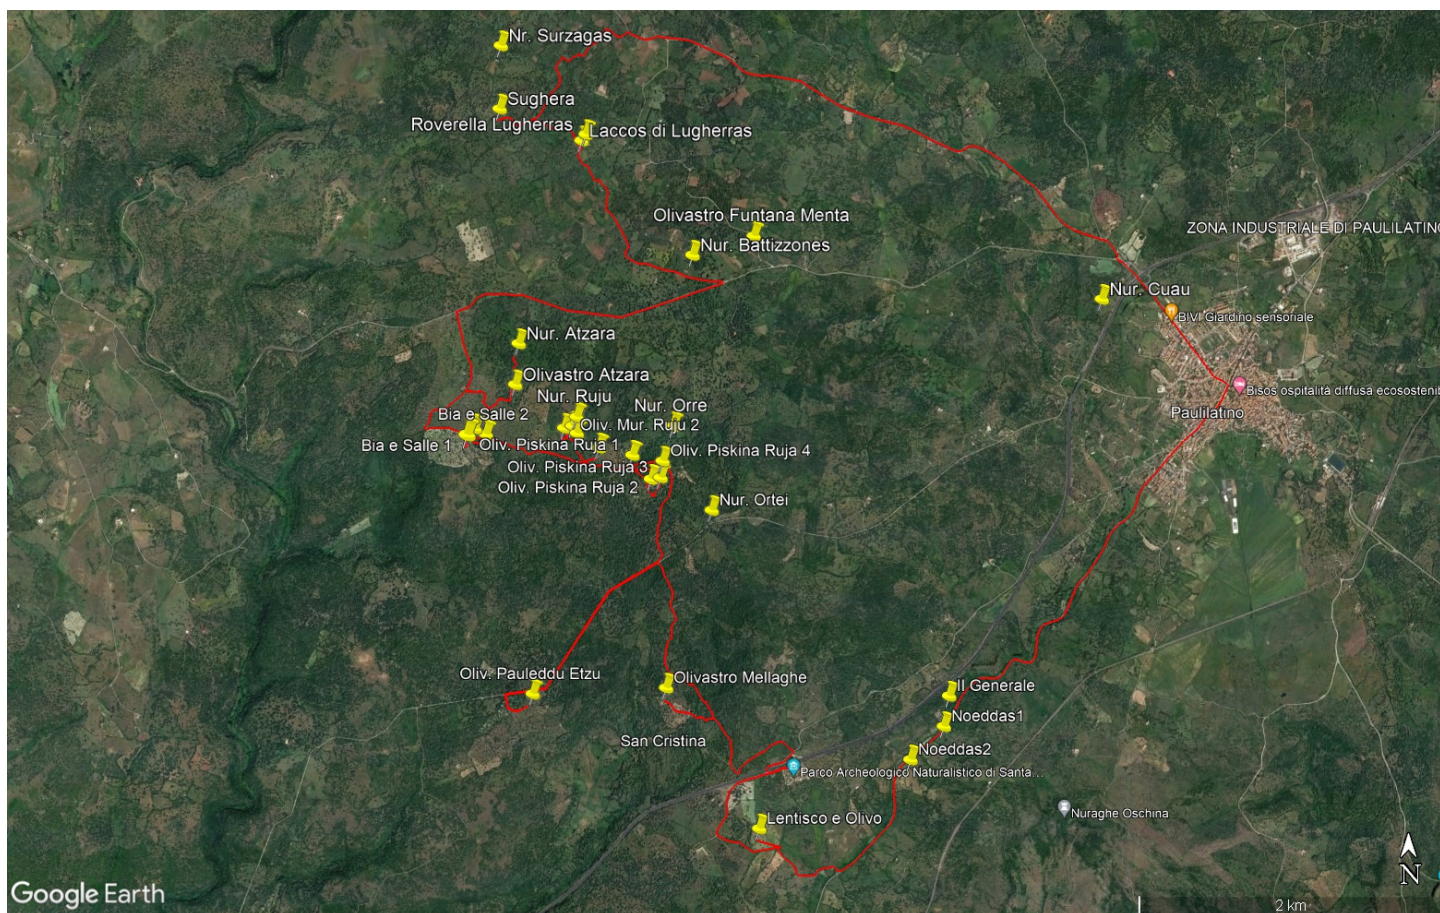 Nr. Surzagas
Sughera
Roverella Lugherras
Laccos di Lugherras
Olivastro Funtana Menta
ZONA INDUSTRIALE DI PAULILATINO
Nur. Battizzones
Nur. Cuau
BIVI Giardino sensoriale
Nur. Atzara
Olivastro Atzara
Bisos ospitalità diffusa ecosostenib
Nur. Ruju
Nur. Orre
Paulilatino
Bia e Salle 2
Oliv. Mur. Ruju 2
Bia e Salle 1
Oliv. Piskina Ruja 1
Oliv. Piskina Ruja 4
Oliv. Piskina Ruja 3
Oliv. Piskina Ruja 2
Nur. Ortei
Oliv. Pauleddu Etzu
Olivastro Mellaghe
Il Generale
Noeddas1
San Cristina
Noeddas2
Parco Archeologico Naturalistico di Santa...
Nuraghe Oschina
Lentisco e Olivo
N
Google Earth
2 km